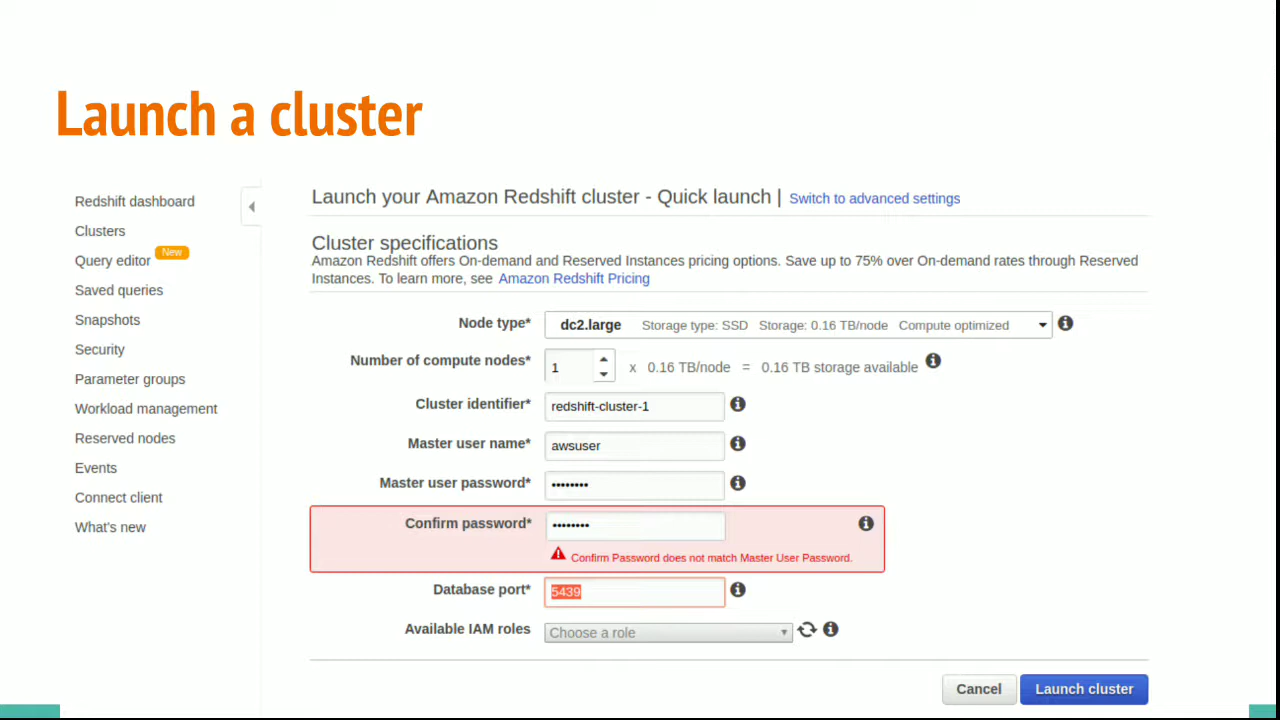 Launch a cluster
Redshift dashboard
Clusters
Query editor New
Saved queries
Snapshots
Security
Parameter groups
Workload management
Reserved nodes
Events
Connect client
What's new
Launch your Amazon Redshift cluster - Quick launch | Switch to advanced settings
Cluster specifications
Amazon Redshift offers On-demand and Reserved Instances pricing options. Save up to 75% over On-demand rates through Reserved
Instances. To learn more, see Amazon Redshift Pricing
Node type* dc2.large Storage type: SSD Storage: 0.16 TB/node Compute optimized
Number of compute nodes* 1 x 0.16 TB/node = 0.16 TB storage available
Cluster identifier* redshift-cluster-1
Master user name* awsuser
Master user password* ••••••••
Confirm password* ••••••••
Confirm Password does not match Master User Password.
Database port* 5439
Available IAM roles Choose a role
Cancel Launch cluster